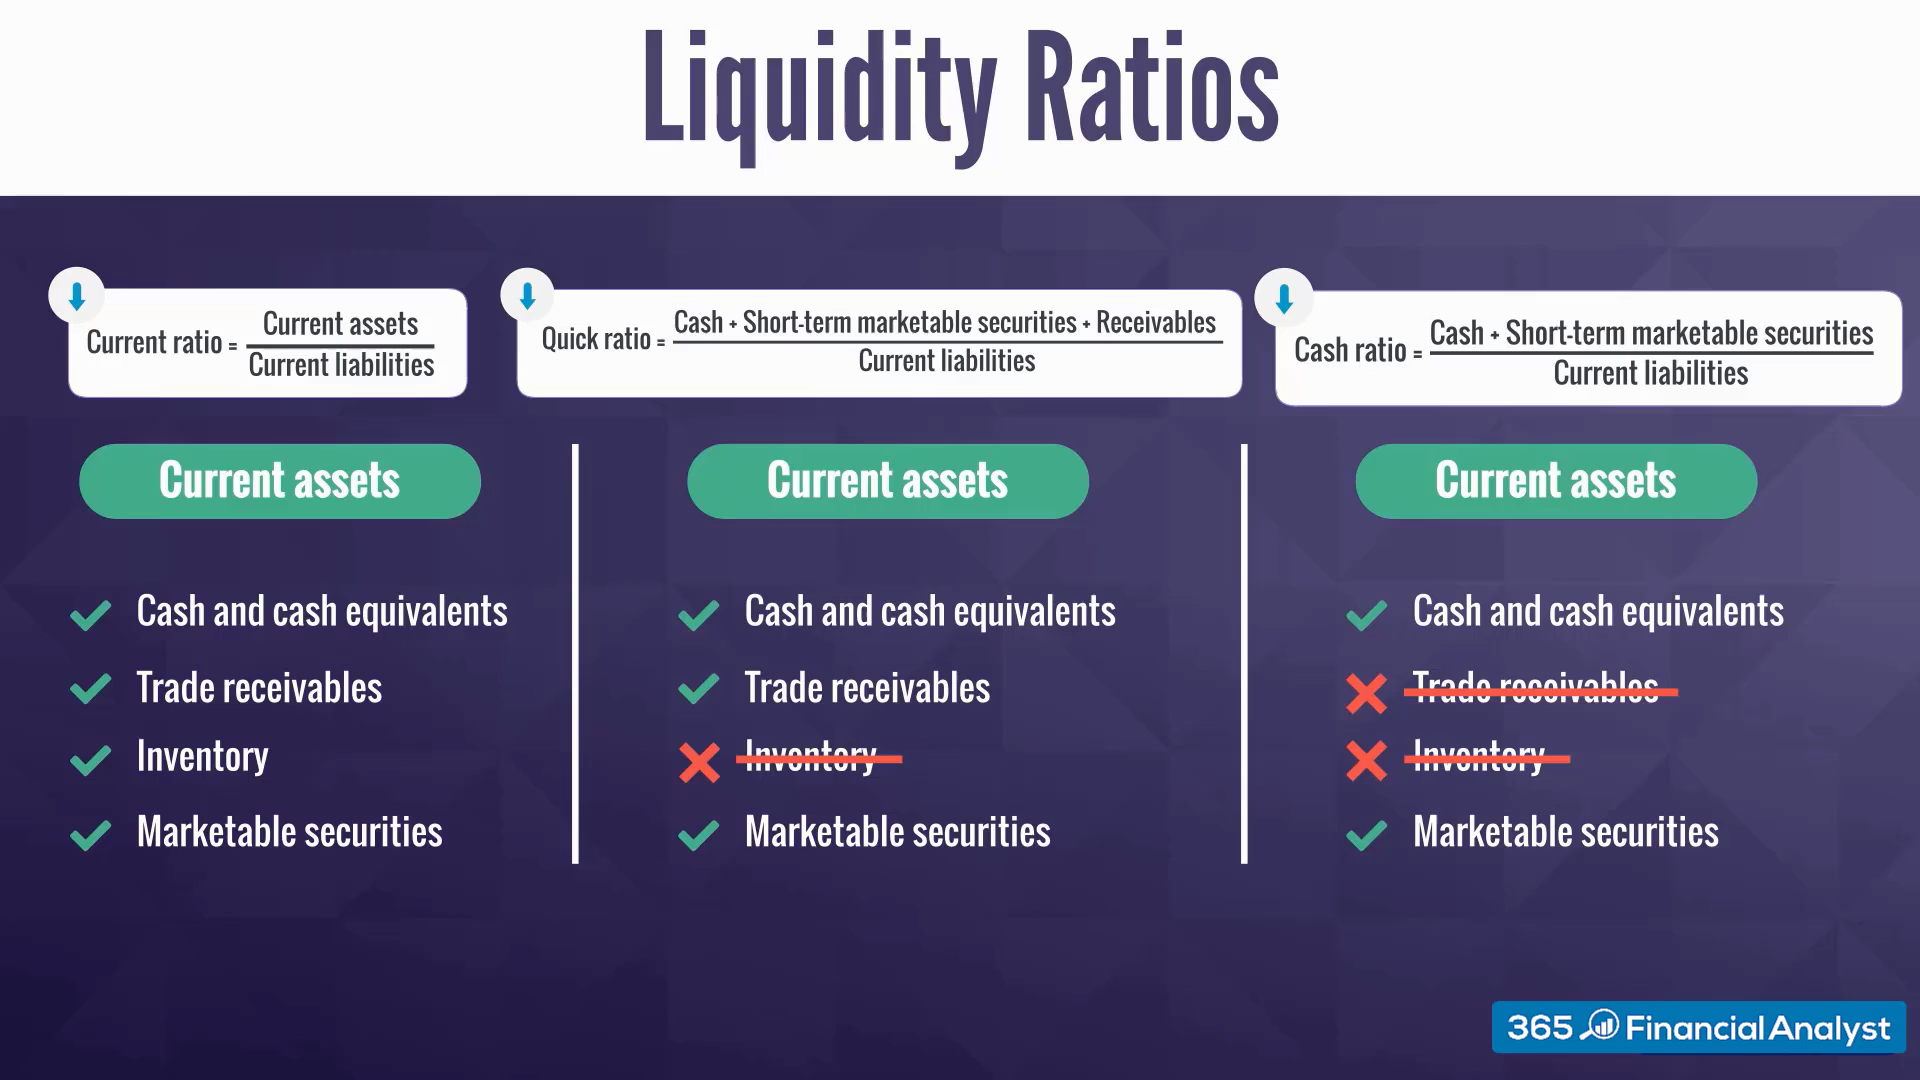 Liquidity Ratios
Current ratio = Current assets
Current liabilities
Quick ratio = Cash + Short-term marketable securities + Receivables
Current liabilities
Cash ratio = Cash + Short-term marketable securities
Current liabilities
Current assets
Cash and cash equivalents
Trade receivables
Inventory
Marketable securities
Current assets
Cash and cash equivalents
Trade receivables
Inventory
Marketable securities
Current assets
Cash and cash equivalents
Trade receivables
Inventory
Marketable securities
365 Financial Analyst